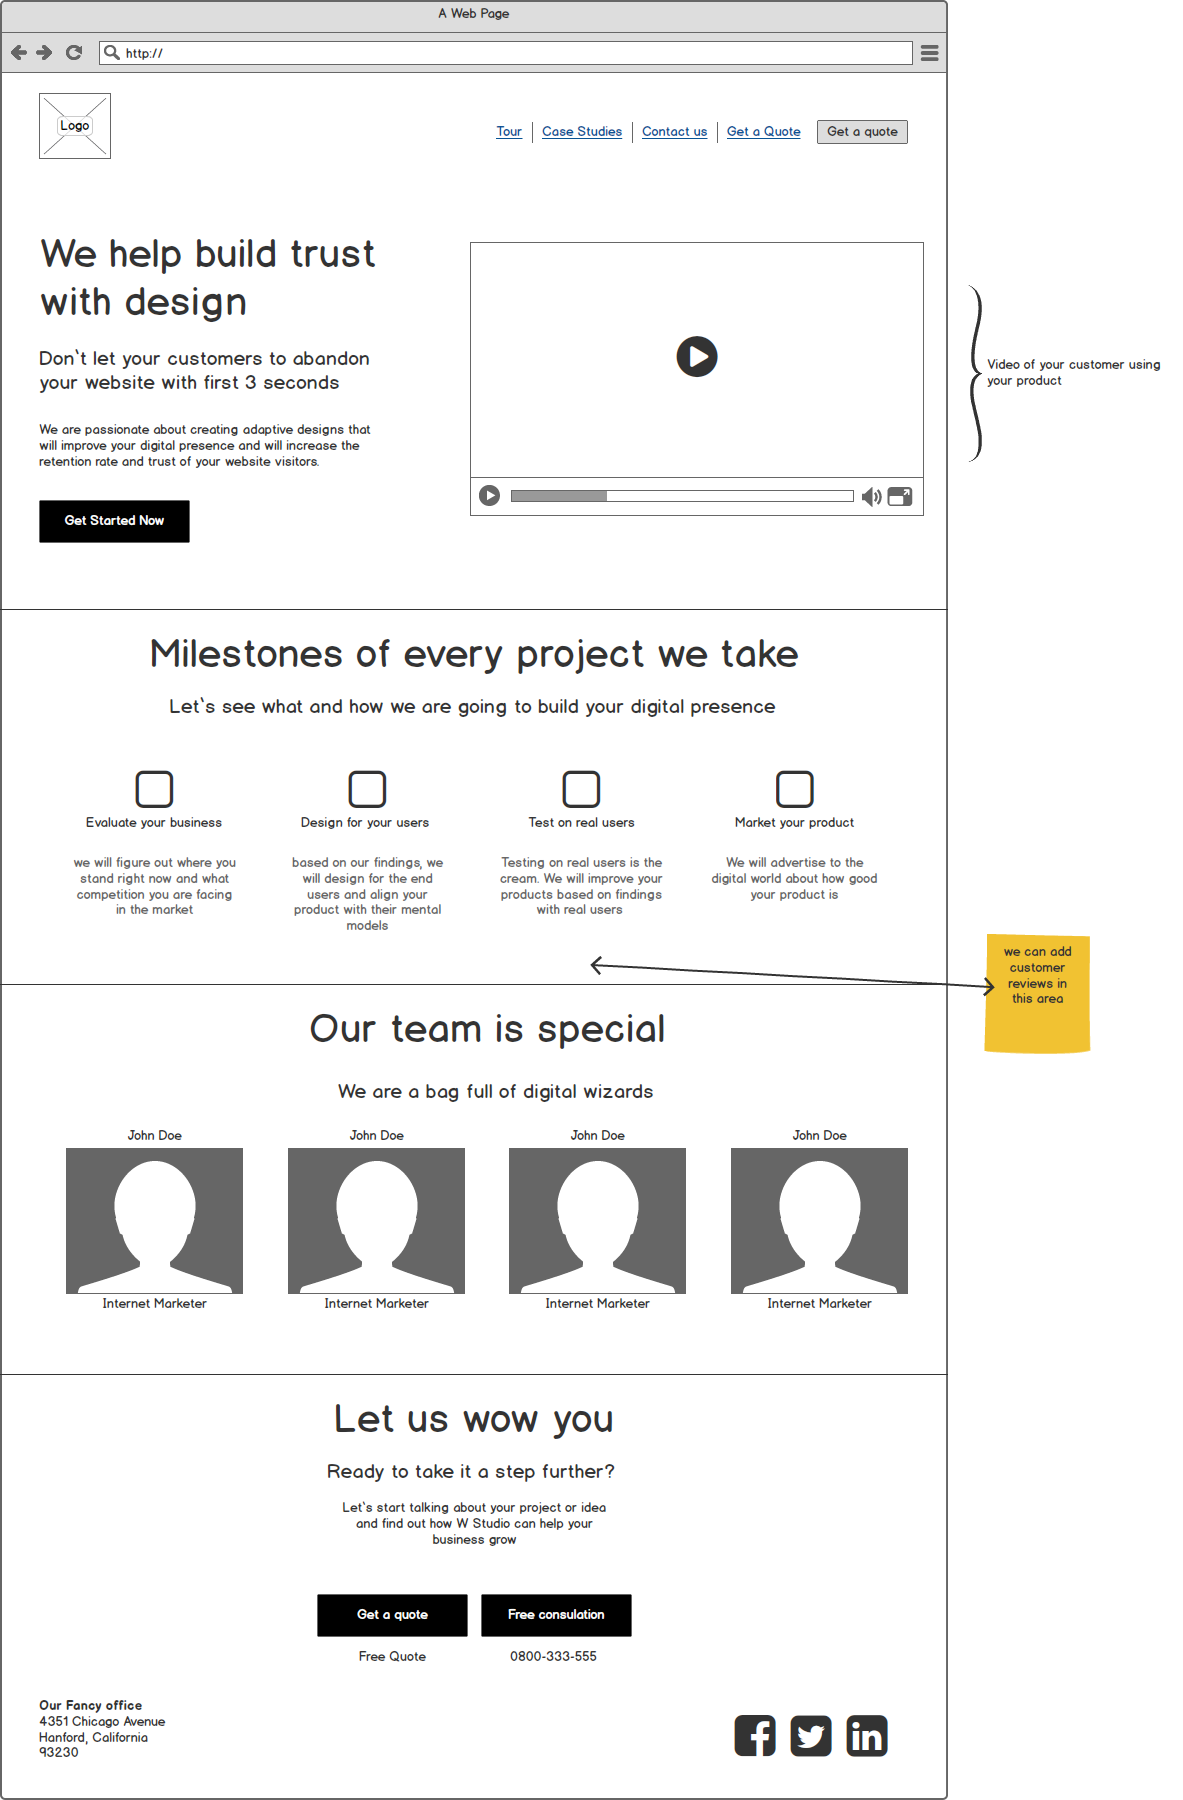 A Web Page
http://
Logo
Tour
Case Studies
Contact us
Get a Quote
Get a quote
We help build trust
with design
Don`t let your customers to abandon
your website with first 3 seconds
We are passionate about creating adaptive designs that
will improve your digital presence and will increase the
retention rate and trust of your website visitors.
Get Started Now
Video of your customer using
your product
Milestones of every project we take
Let`s see what and how we are going to build your digital presence
Evaluate your business
we will figure out where you
stand right now and what
competition you are facing
in the market
Design for your users
based on our findings, we
will design for the end
users and align your
product with their mental
models
Test on real users
Testing on real users is the
cream. We will improve your
products based on findings
with real users
Market your product
We will advertise to the
digital world about how good
your product is
we can add
customer
reviews in
this area
Our team is special
We are a bag full of digital wizards
John Doe
John Doe
John Doe
John Doe
Internet Marketer
Internet Marketer
Internet Marketer
Internet Marketer
Let us wow you
Ready to take it a step further?
Let`s start talking about your project or idea
and find out how W Studio can help your
business grow
Get a quote
Free consulation
Free Quote
0800-333-555
Our Fancy office
4351 Chicago Avenue
Hanford, California
93230